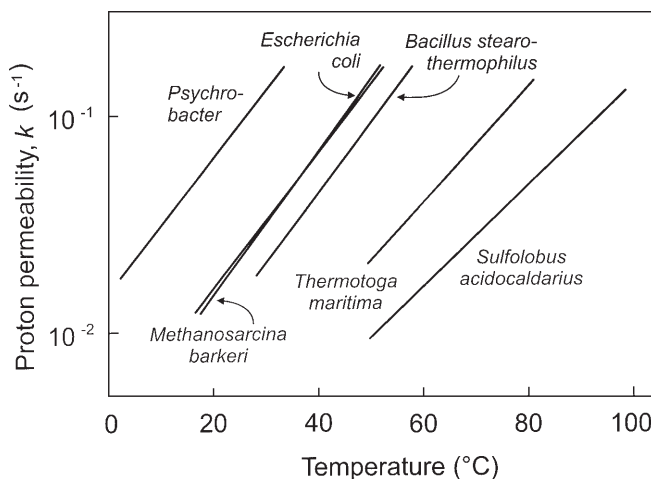 Escherichia
coli
Bacillus stearo-
thermophilus
Psychro-
bacter
Proton permeability, k (s⁻¹)
10⁻¹
10⁻²
Thermotoga
maritima
Sulfolobus
acidocaldarius
Methanosarcina
barkeri
0 20 40 60 80 100
Temperature (°C)